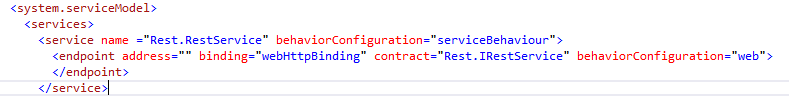 <system.serviceModel>
<services>
<service name ="Rest.RestService" behaviorConfiguration="serviceBehaviour">
<endpoint address="" binding="webHttpBinding" contract="Rest.IRestService" behaviorConfiguration="web">
</endpoint>
</service>